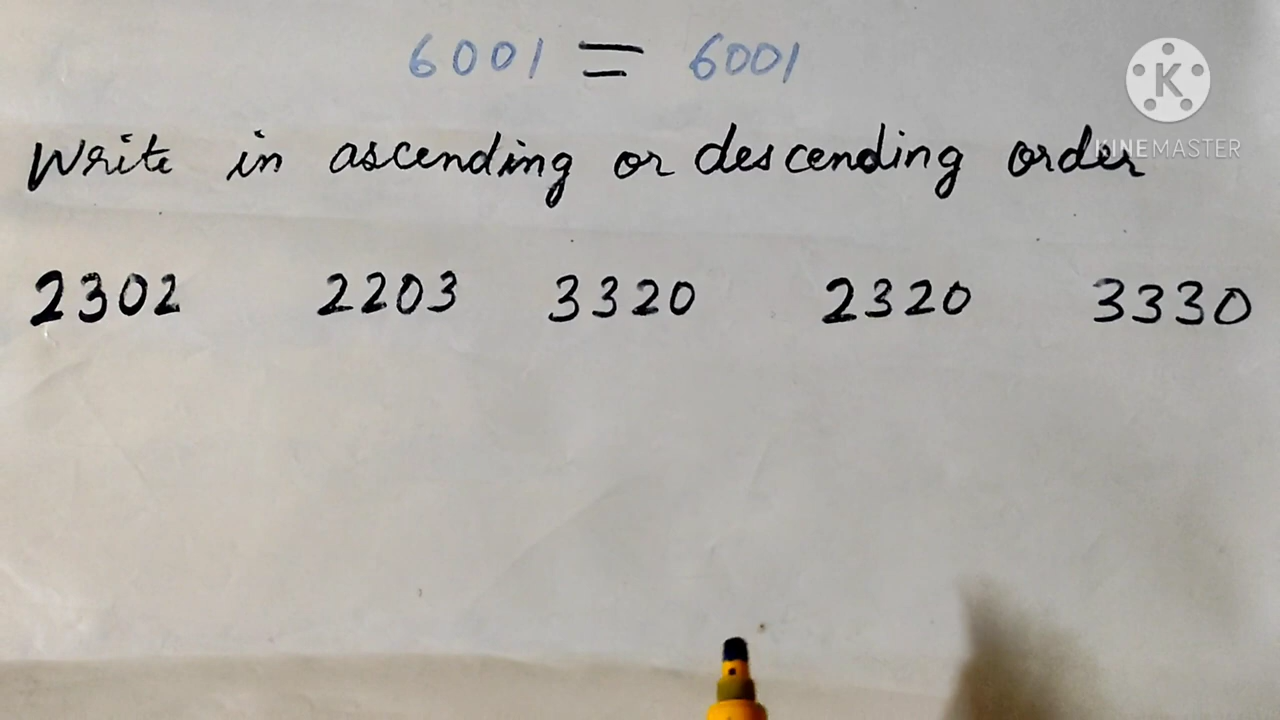 6001 = 6001
K
KINEMASTER
Write in ascending or descending order
2302 2203 3320 2320 3330